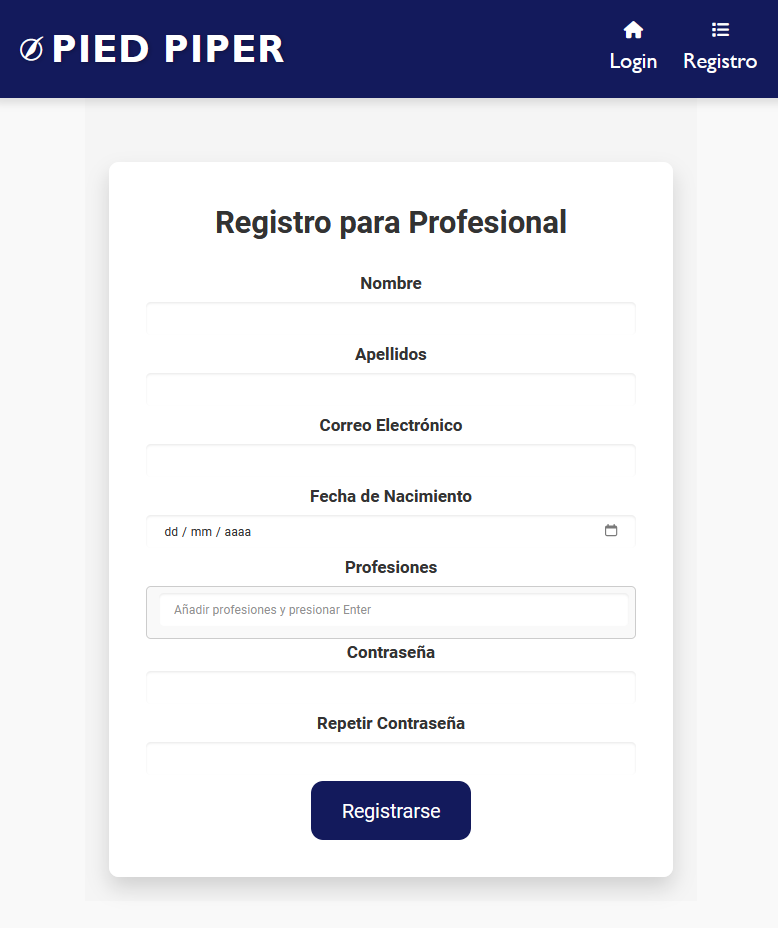 PIED PIPER
Login
Registro
Registro para Profesional
Nombre
Apellidos
Correo Electrónico
Fecha de Nacimiento
dd / mm / aaaa
Profesiones
Añadir profesiones y presionar Enter
Contraseña
Repetir Contraseña
Registrarse